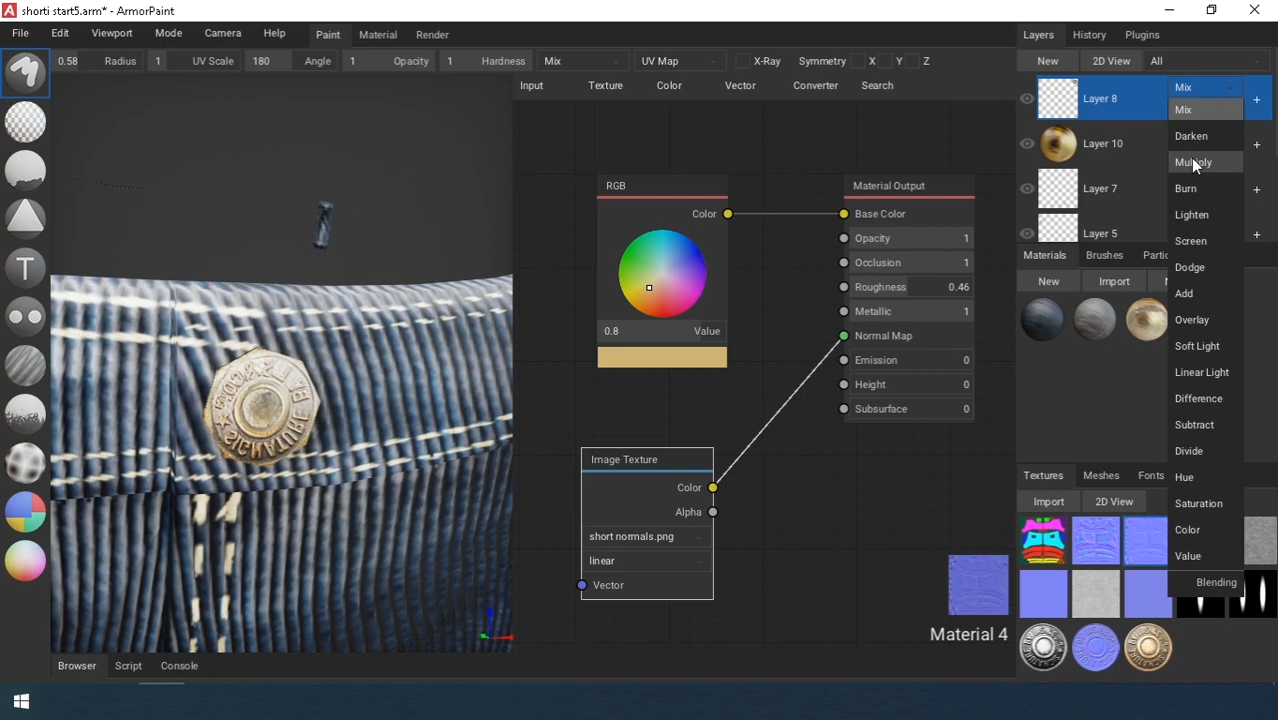 shorti start5.arm* - ArmorPaint
File Edit Viewport Mode Camera Help Paint Material Render
Layers History Plugins
0.58 Radius 1 UV Scale 180 Angle 1 Opacity 1 Hardness Mix UV Map X-Ray Symmetry X Y Z
New 2D View All
Input Texture Color Vector Converter Search
Layer 8 Mix
Mix
Darken
Layer 10
Multiply
Layer 7 Burn
Lighten
Layer 5 Screen
Materials Brushes Partic
Dodge
New Import
Add
Overlay
Soft Light
Linear Light
Difference
Subtract
Divide
Textures Meshes Fonts Hue
Import 2D View Saturation
Color
Value
Blending
RGB
Color
0.8 Value
Material Output
Base Color
Opacity 1
Occlusion 1
Roughness 0.46
Metallic 1
Normal Map
Emission 0
Height 0
Subsurface 0
Image Texture
Color
Alpha
short normals.png
linear
Vector
Material 4
T
SIGNATURE
Browser Script Console